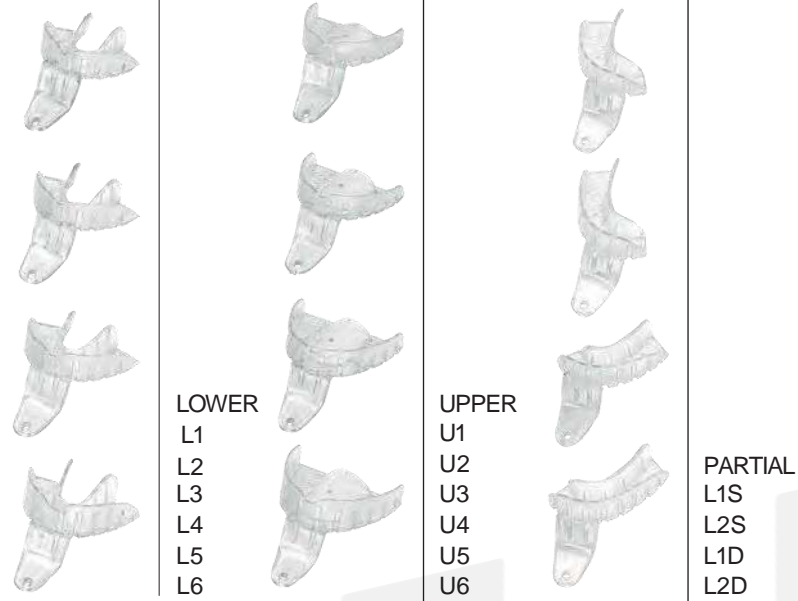 LOWER
L1
L2
L3
L4
L5
L6
UPPER
U1
U2
U3
U4
U5
U6
PARTIAL
L1S
L2S
L1D
L2D